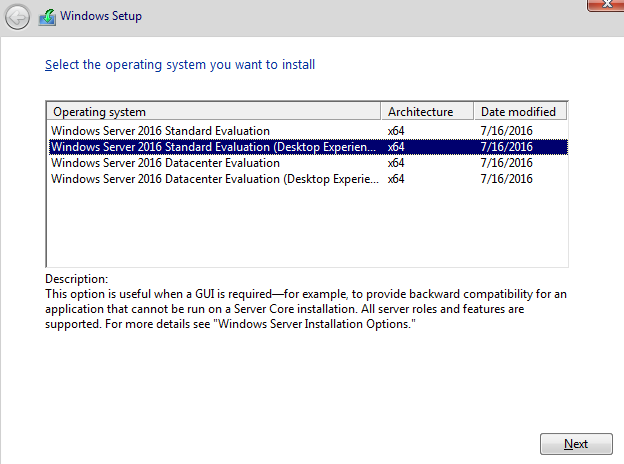 Windows Setup
Select the operating system you want to install
Operating system Architecture Date modified
Windows Server 2016 Standard Evaluation x64 7/16/2016
Windows Server 2016 Standard Evaluation (Desktop Experien... x64 7/16/2016
Windows Server 2016 Datacenter Evaluation x64 7/16/2016
Windows Server 2016 Datacenter Evaluation (Desktop Experie... x64 7/16/2016
Description:
This option is useful when a GUI is required—for example, to provide backward compatibility for an
application that cannot be run on a Server Core installation. All server roles and features are
supported. For more details see "Windows Server Installation Options."
Next